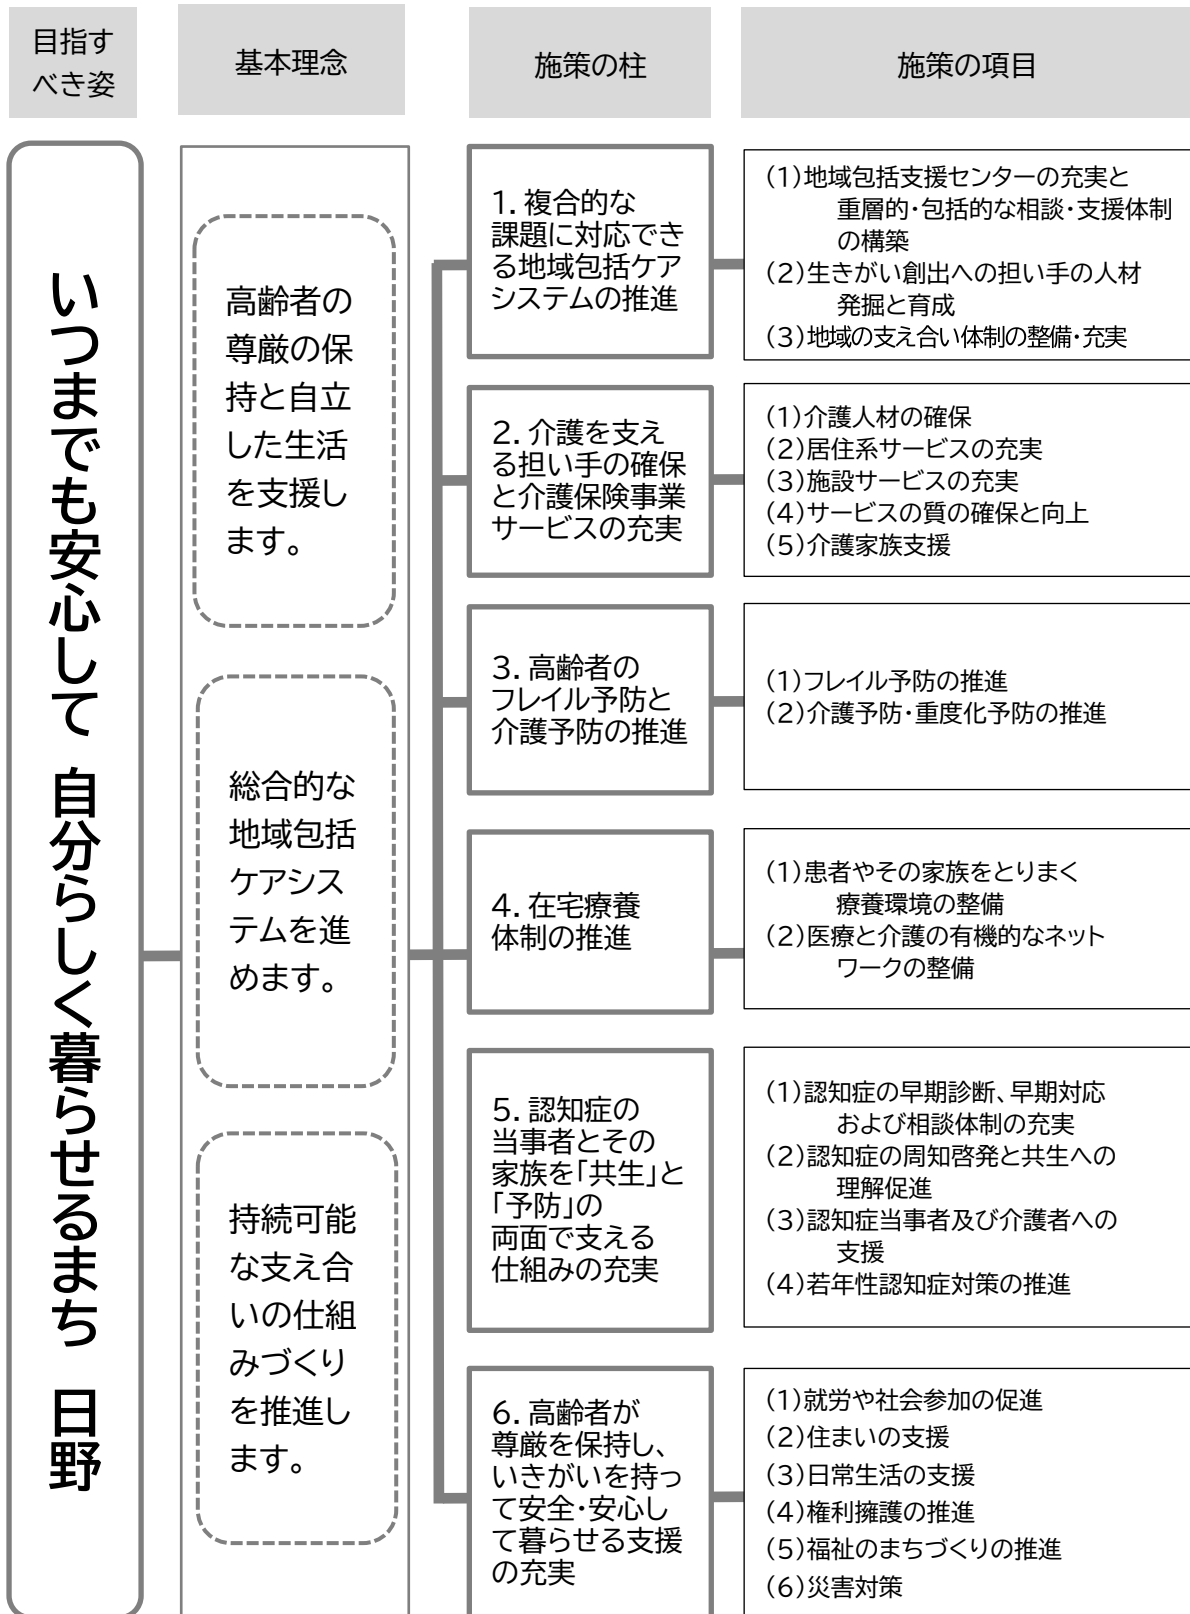 目指す
べき姿
基本理念
施策の柱
施策の項目
いつまでも安心して 自分らしく暮らせるまち 日野
高齢者の
尊厳の保
持と自立
した生活
を支援し
ます。
総合的な
地域包括
ケアシス
テムを進
めます。
持続可能
な支え合
いの仕組
みづくり
を推進し
ます。
1.複合的な
課題に対応でき
る地域包括ケア
システムの推進
(1)地域包括支援センターの充実と
重層的・包括的な相談・支援体制
の構築
(2)生きがい創出への担い手の人材
発掘と育成
(3)地域の支え合い体制の整備・充実
2.介護を支え
る担い手の確保
と介護保険事業
サービスの充実
(1)介護人材の確保
(2)居住系サービスの充実
(3)施設サービスの充実
(4)サービスの質の確保と向上
(5)介護家族支援
3.高齢者の
フレイル予防と
介護予防の推進
(1)フレイル予防の推進
(2)介護予防・重度化予防の推進
4.在宅療養
体制の推進
(1)患者やその家族をとりまく
療養環境の整備
(2)医療と介護の有機的なネット
ワークの整備
5.認知症の
当事者とその
家族を「共生」と
「予防」の
両面で支える
仕組みの充実
(1)認知症の早期診断、早期対応
および相談体制の充実
(2)認知症の周知啓発と共生への
理解促進
(3)認知症当事者及び介護者への
支援
(4)若年性認知症対策の推進
6.高齢者が
尊厳を保持し、
いきがいを持っ
て安全・安心し
て暮らせる支援
の充実
(1)就労や社会参加の促進
(2)住まいの支援
(3)日常生活の支援
(4)権利擁護の推進
(5)福祉のまちづくりの推進
(6)災害対策